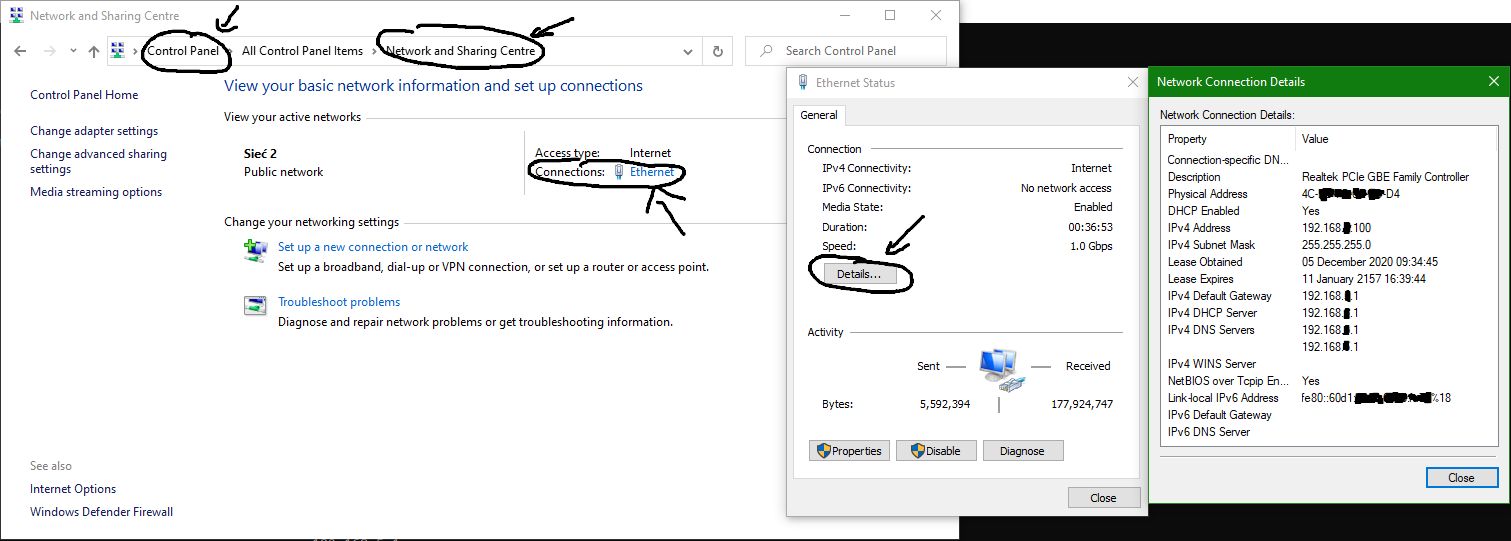 Network and Sharing Centre
Control Panel All Control Panel Items Network and Sharing Centre
Search Control Panel
Control Panel Home
Change adapter settings
Change advanced sharing
settings
Media streaming options
See also
Internet Options
Windows Defender Firewall
View your basic network information and set up connections
View your active networks
Sieć 2
Public network
Access type: Internet
Connections: Ethernet
Change your networking settings
Set up a new connection or network
Set up a broadband, dial-up or VPN connection, or set up a router or access point.
Troubleshoot problems
Diagnose and repair network problems or get troubleshooting information.
Ethernet Status
General
Connection
IPv4 Connectivity: Internet
IPv6 Connectivity: No network access
Media State: Enabled
Duration: 00:36:53
Speed: 1.0 Gbps
Details...
Activity
Sent Received
Bytes: 5,592,394 177,924,747
Properties Disable Diagnose
Close
Network Connection Details
Network Connection Details:
Property Value
Connection-specific DN...
Description Realtek PCIe GBE Family Controller
Physical Address 4C- -D4
DHCP Enabled Yes
IPv4 Address 192.168. .100
IPv4 Subnet Mask 255.255.255.0
Lease Obtained 05 December 2020 09:34:45
Lease Expires 11 January 2157 16:39:44
IPv4 Default Gateway 192.168. .1
IPv4 DHCP Server 192.168. .1
IPv4 DNS Servers 192.168. .1
192.168. .1
IPv4 WINS Server
NetBIOS over Tcpip En... Yes
Link-local IPv6 Address fe80::60d1: %18
IPv6 Default Gateway
IPv6 DNS Server
Close